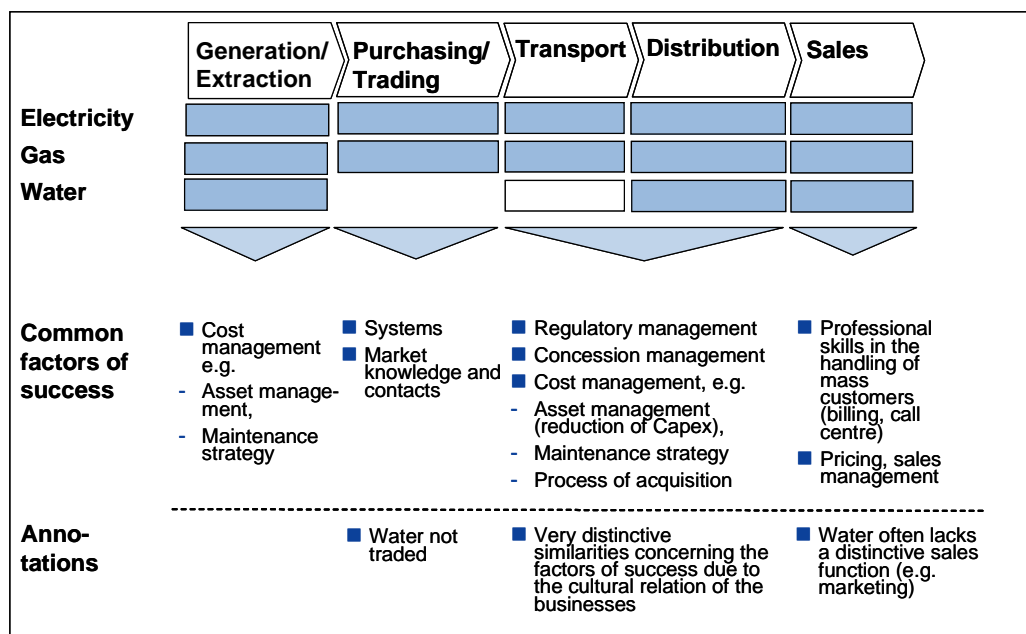 Generation/
Extraction
Purchasing/
Trading
Transport
Distribution
Sales
Electricity
Gas
Water
Common
factors of
success
Cost
management
e.g.
- Asset manage-
ment,
- Maintenance
strategy
Systems
Market
knowledge and
contacts
Regulatory management
Concession management
Cost management, e.g.
- Asset management
(reduction of Capex),
- Maintenance strategy
- Process of acquisition
Professional
skills in the
handling of
mass
customers
(billing, call
centre)
Pricing, sales
management
Anno-
tations
Water not
traded
Very distinctive
similarities concerning the
factors of success due to
the cultural relation of the
businesses
Water often lacks
a distinctive sales
function (e.g.
marketing)